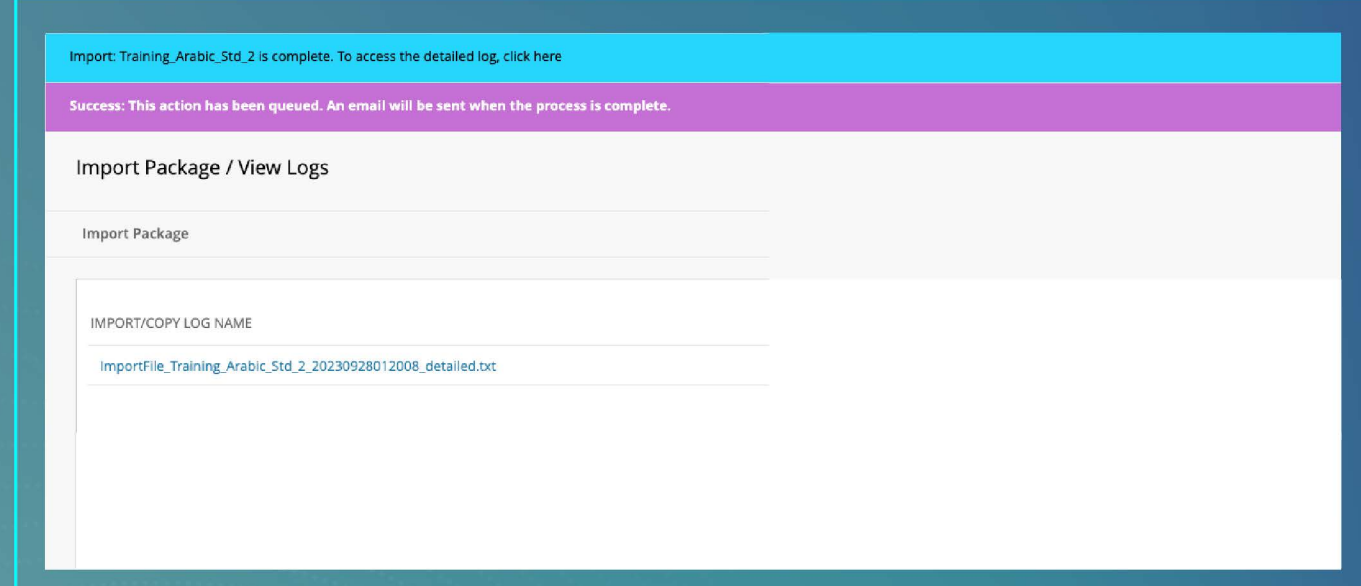 Import: Training_Arabic_Std_2 is complete. To access the detailed log, click here
Success: This action has been queued. An email will be sent when the process is complete.
Import Package / View Logs
Import Package
IMPORT/COPY LOG NAME
ImportFile_Training_Arabic_Std_2_20230928012008_detailed.txt